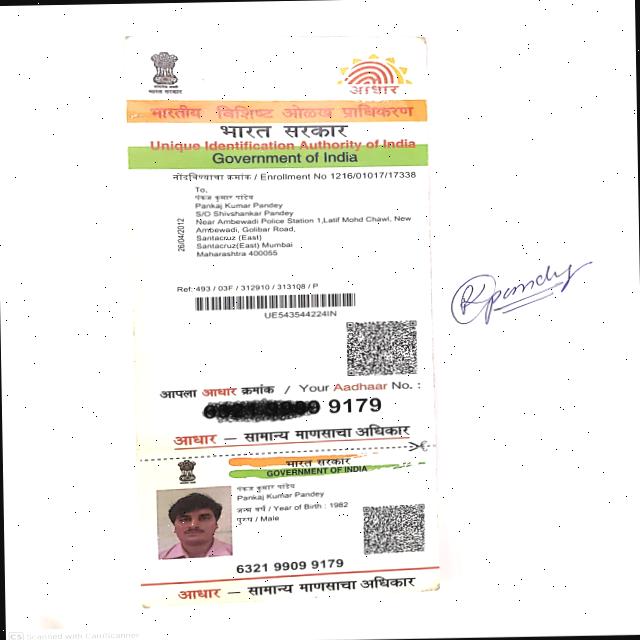 भारत सरकार
आधार
भारतीय विशिष्ट ओळख प्राधिकरण
भारत सरकार
Unique Identification Authority of India
Government of India
नोंदविण्याचा क्रमांक / Enrollment No 1216/01017/17338
To,
पंकज कुमार पांडेय
Pankaj Kumar Pandey
S/O Shivshankar Pandey
Near Ambewadi Police Station 1,Latif Mohd Chawl, New
Ambewadi, Golibar Road,
Santacruz (East)
Santacruz(East) Mumbai
Maharashtra 400055
26/04/2012
Ref:493 / 03F / 312910 / 313108 / P
UE543544224IN
आपला आधार क्रमांक / Your Aadhaar No. :
9179
आधार — सामान्य माणसाचा अधिकार
भारत सरकार
GOVERNMENT OF INDIA
पंकज कुमार पांडेय
Pankaj Kumar Pandey
जन्म वर्ष / Year of Birth : 1982
पुरुष / Male
6321 9909 9179
आधार — सामान्य माणसाचा अधिकार
CS Scanned with CamScanner